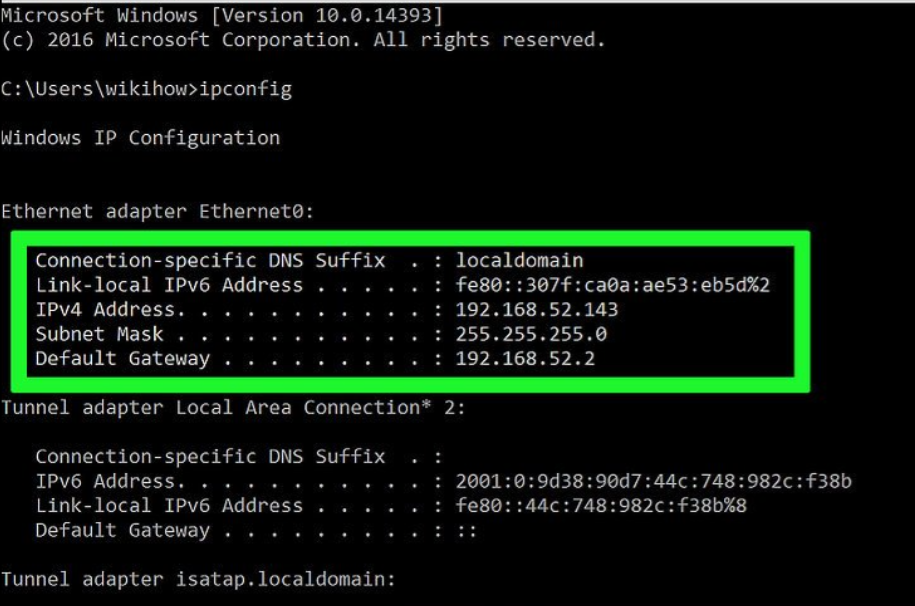 Microsoft Windows [Version 10.0.14393]
(c) 2016 Microsoft Corporation. All rights reserved.
C:\Users\wikihow>ipconfig
Windows IP Configuration
Ethernet adapter Ethernet0:
Connection-specific DNS Suffix  . : localdomain
Link-local IPv6 Address . . . . . : fe80::307f:ca0a:ae53:eb5d%2
IPv4 Address. . . . . . . . . . . : 192.168.52.143
Subnet Mask . . . . . . . . . . . : 255.255.255.0
Default Gateway . . . . . . . . . : 192.168.52.2
Tunnel adapter Local Area Connection* 2:
Connection-specific DNS Suffix  . :
IPv6 Address. . . . . . . . . . . : 2001:0:9d38:90d7:44c:748:982c:f38b
Link-local IPv6 Address . . . . . : fe80::44c:748:982c:f38b%8
Default Gateway . . . . . . . . . : ::
Tunnel adapter isatap.localdomain: